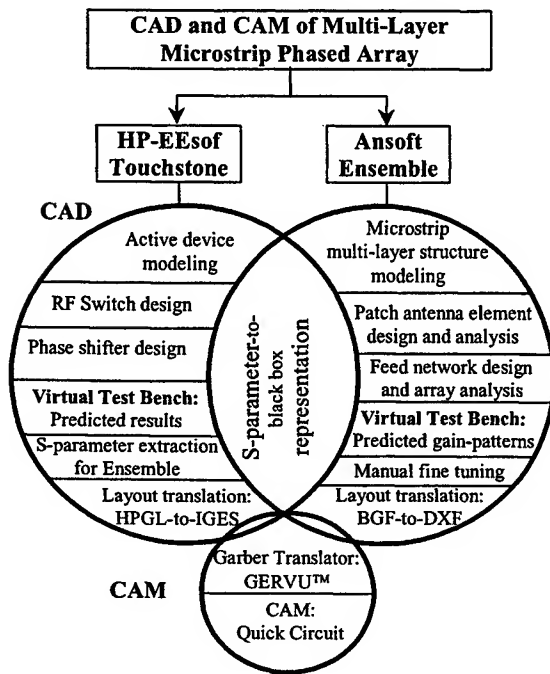 CAD and CAM of Multi-Layer
Microstrip Phased Array
HP-EEsof
Touchstone
Ansoft
Ensemble
CAD
Active device
modeling
RF Switch design
Phase shifter design
Virtual Test Bench:
Predicted results
S-parameter extraction
for Ensemble
Layout translation:
HPGL-to-IGES
S-parameter-to-
black box
representation
Microstrip
multi-layer structure
modeling
Patch antenna element
design and analysis
Feed network design
and array analysis
Virtual Test Bench:
Predicted gain-patterns
Manual fine tuning
Layout translation:
BGF-to-DXF
CAM
Garber Translator:
GERVU™
CAM:
Quick Circuit